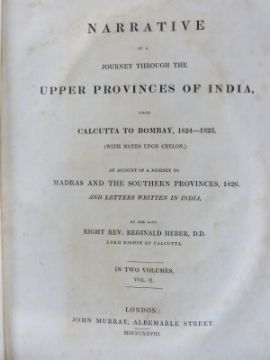 NARRATIVE
OF A
JOURNEY THROUGH THE
UPPER PROVINCES OF INDIA,
FROM
CALCUTTA TO BOMBAY, 1824—1825,
(WITH NOTES UPON CEYLON,)
AN ACCOUNT OF A JOURNEY TO
MADRAS AND THE SOUTHERN PROVINCES, 1826,
AND LETTERS WRITTEN IN INDIA.
BY THE LATE
RIGHT REV. REGINALD HEBER, D.D.
LORD BISHOP OF CALCUTTA.
IN TWO VOLUMES.
VOL. II.
LONDON:
JOHN MURRAY, ALBEMARLE STREET.
MDCCCXXVIII.